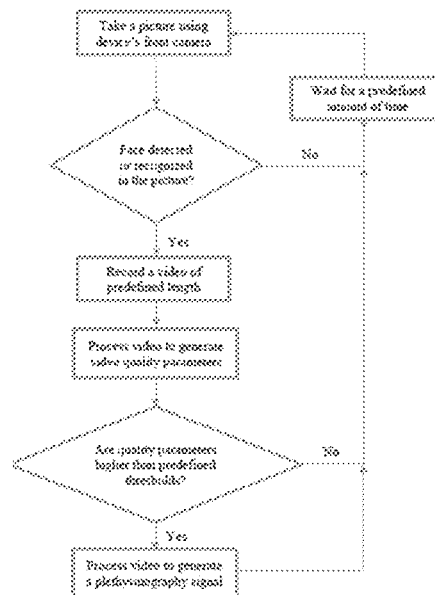 Take a picture using
device's front camera
Wait for a predefined
amount of time
Face detected
or recognized
in the picture?
No
Yes
Record a video of
predefined length
Process video to generate
video quality parameters
Are quality parameters
higher than predefined
thresholds?
No
Yes
Process video to generate
a plethysmography signal